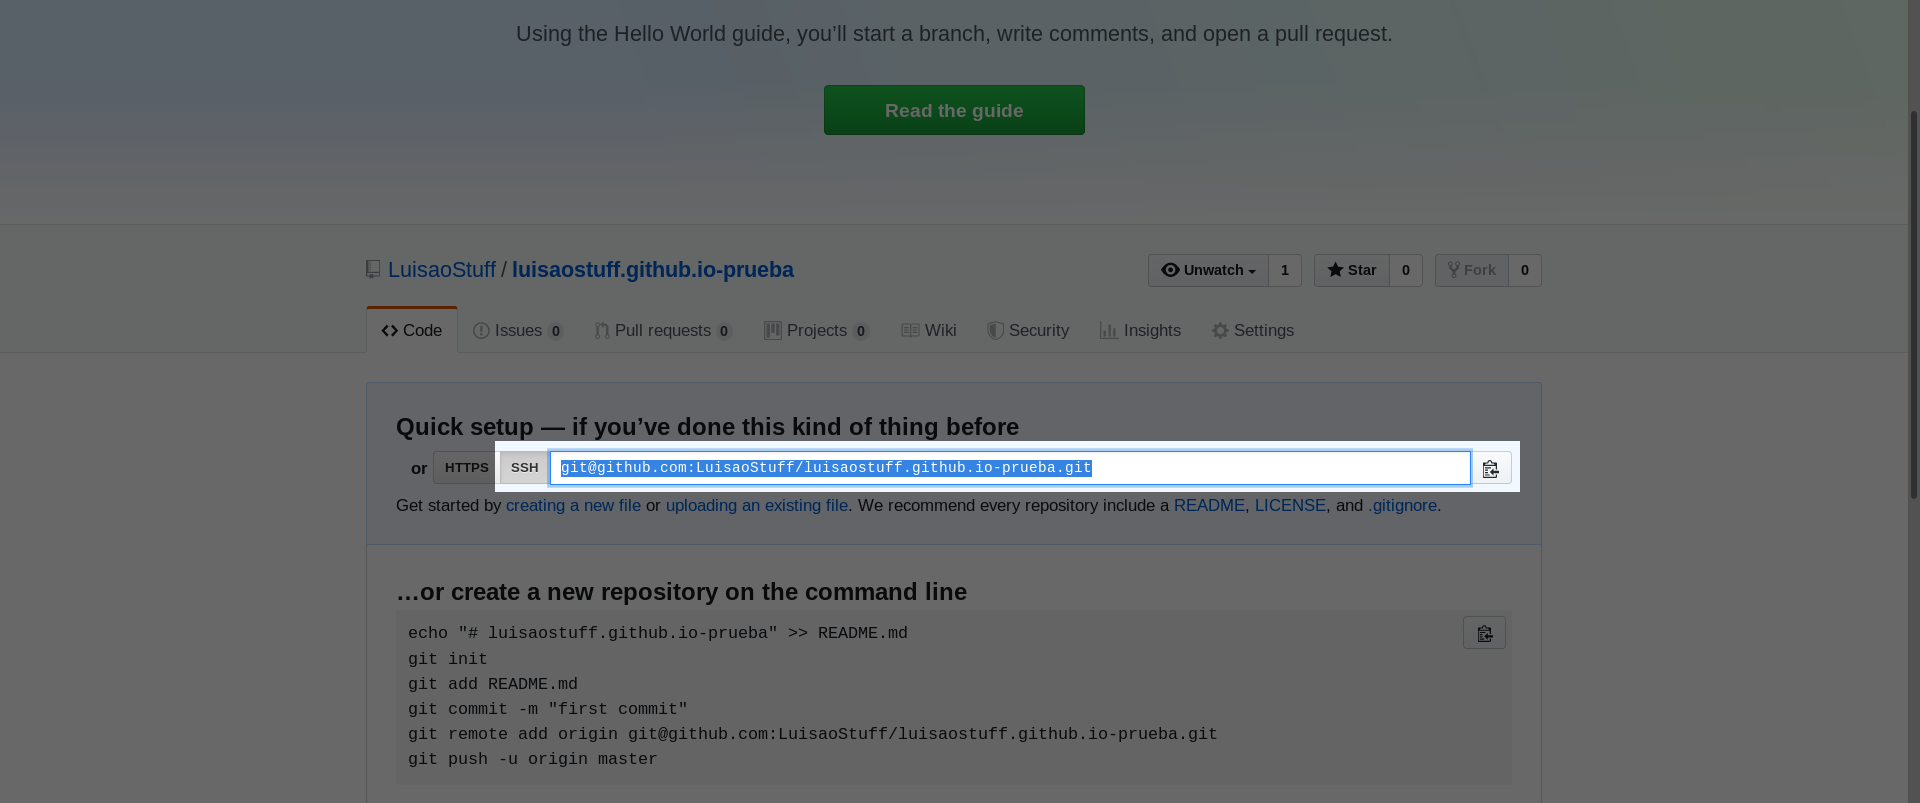 Using the Hello World guide, you’ll start a branch, write comments, and open a pull request.
Read the guide
LuisaoStuff / luisaostuff.github.io-prueba
Unwatch 1 Star 0 Fork 0
Code Issues 0 Pull requests 0 Projects 0 Wiki Security Insights Settings
Quick setup — if you’ve done this kind of thing before
or HTTPS SSH git@github.com:LuisaoStuff/luisaostuff.github.io-prueba.git
Get started by creating a new file or uploading an existing file. We recommend every repository include a README, LICENSE, and .gitignore.
…or create a new repository on the command line
echo "# luisaostuff.github.io-prueba" >> README.md
git init
git add README.md
git commit -m "first commit"
git remote add origin git@github.com:LuisaoStuff/luisaostuff.github.io-prueba.git
git push -u origin master